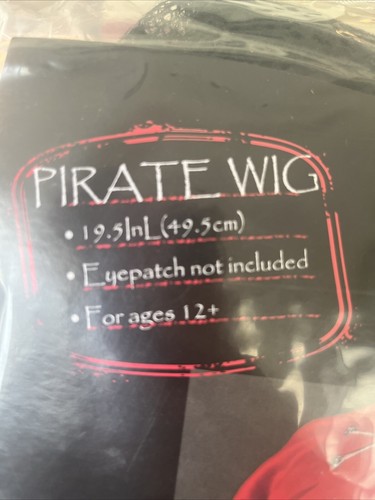 PIRATE WIG
• 19.5InL(49.5cm)
• Eyepatch not included
• For ages 12+